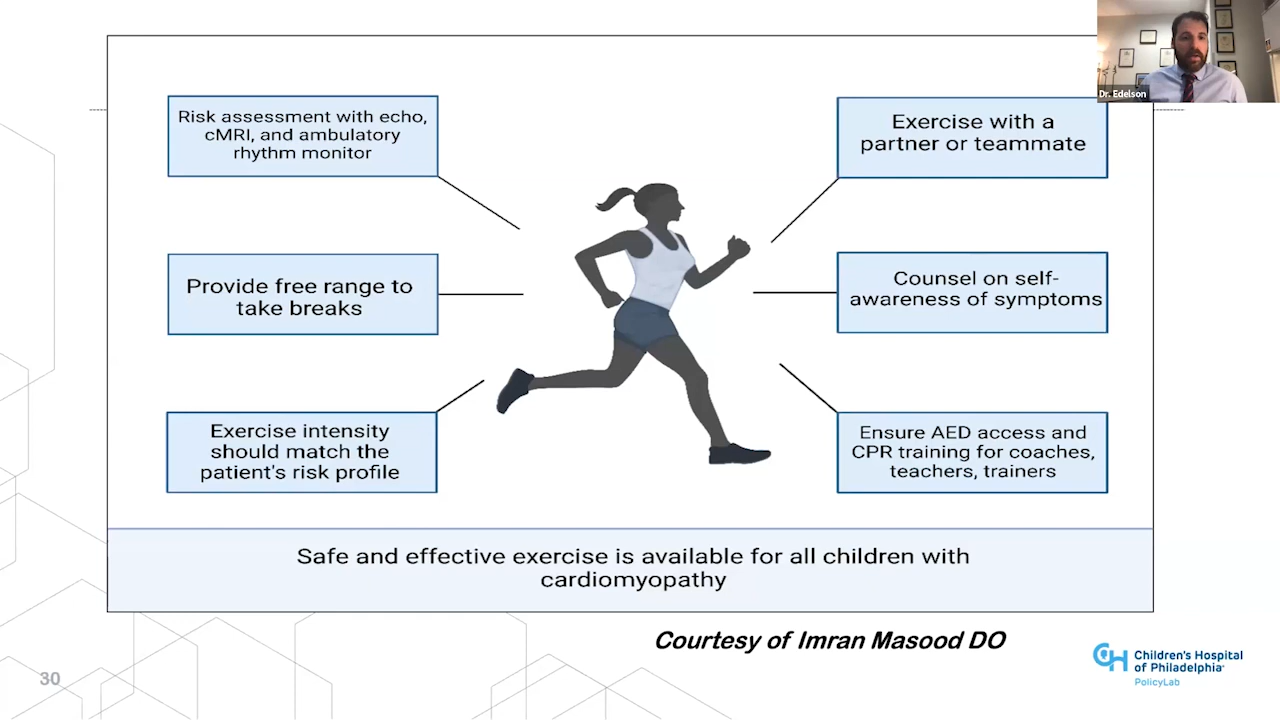 Dr. Edelson
Risk assessment with echo,
cMRI, and ambulatory
rhythm monitor
Exercise with a
partner or teammate
Provide free range to
take breaks
Counsel on self-
awareness of symptoms
Exercise intensity
should match the
patient's risk profile
Ensure AED access and
CPR training for coaches,
teachers, trainers
Safe and effective exercise is available for all children with
cardiomyopathy
Courtesy of Imran Masood DO
30
CH Children's Hospital
of Philadelphia
PolicyLab